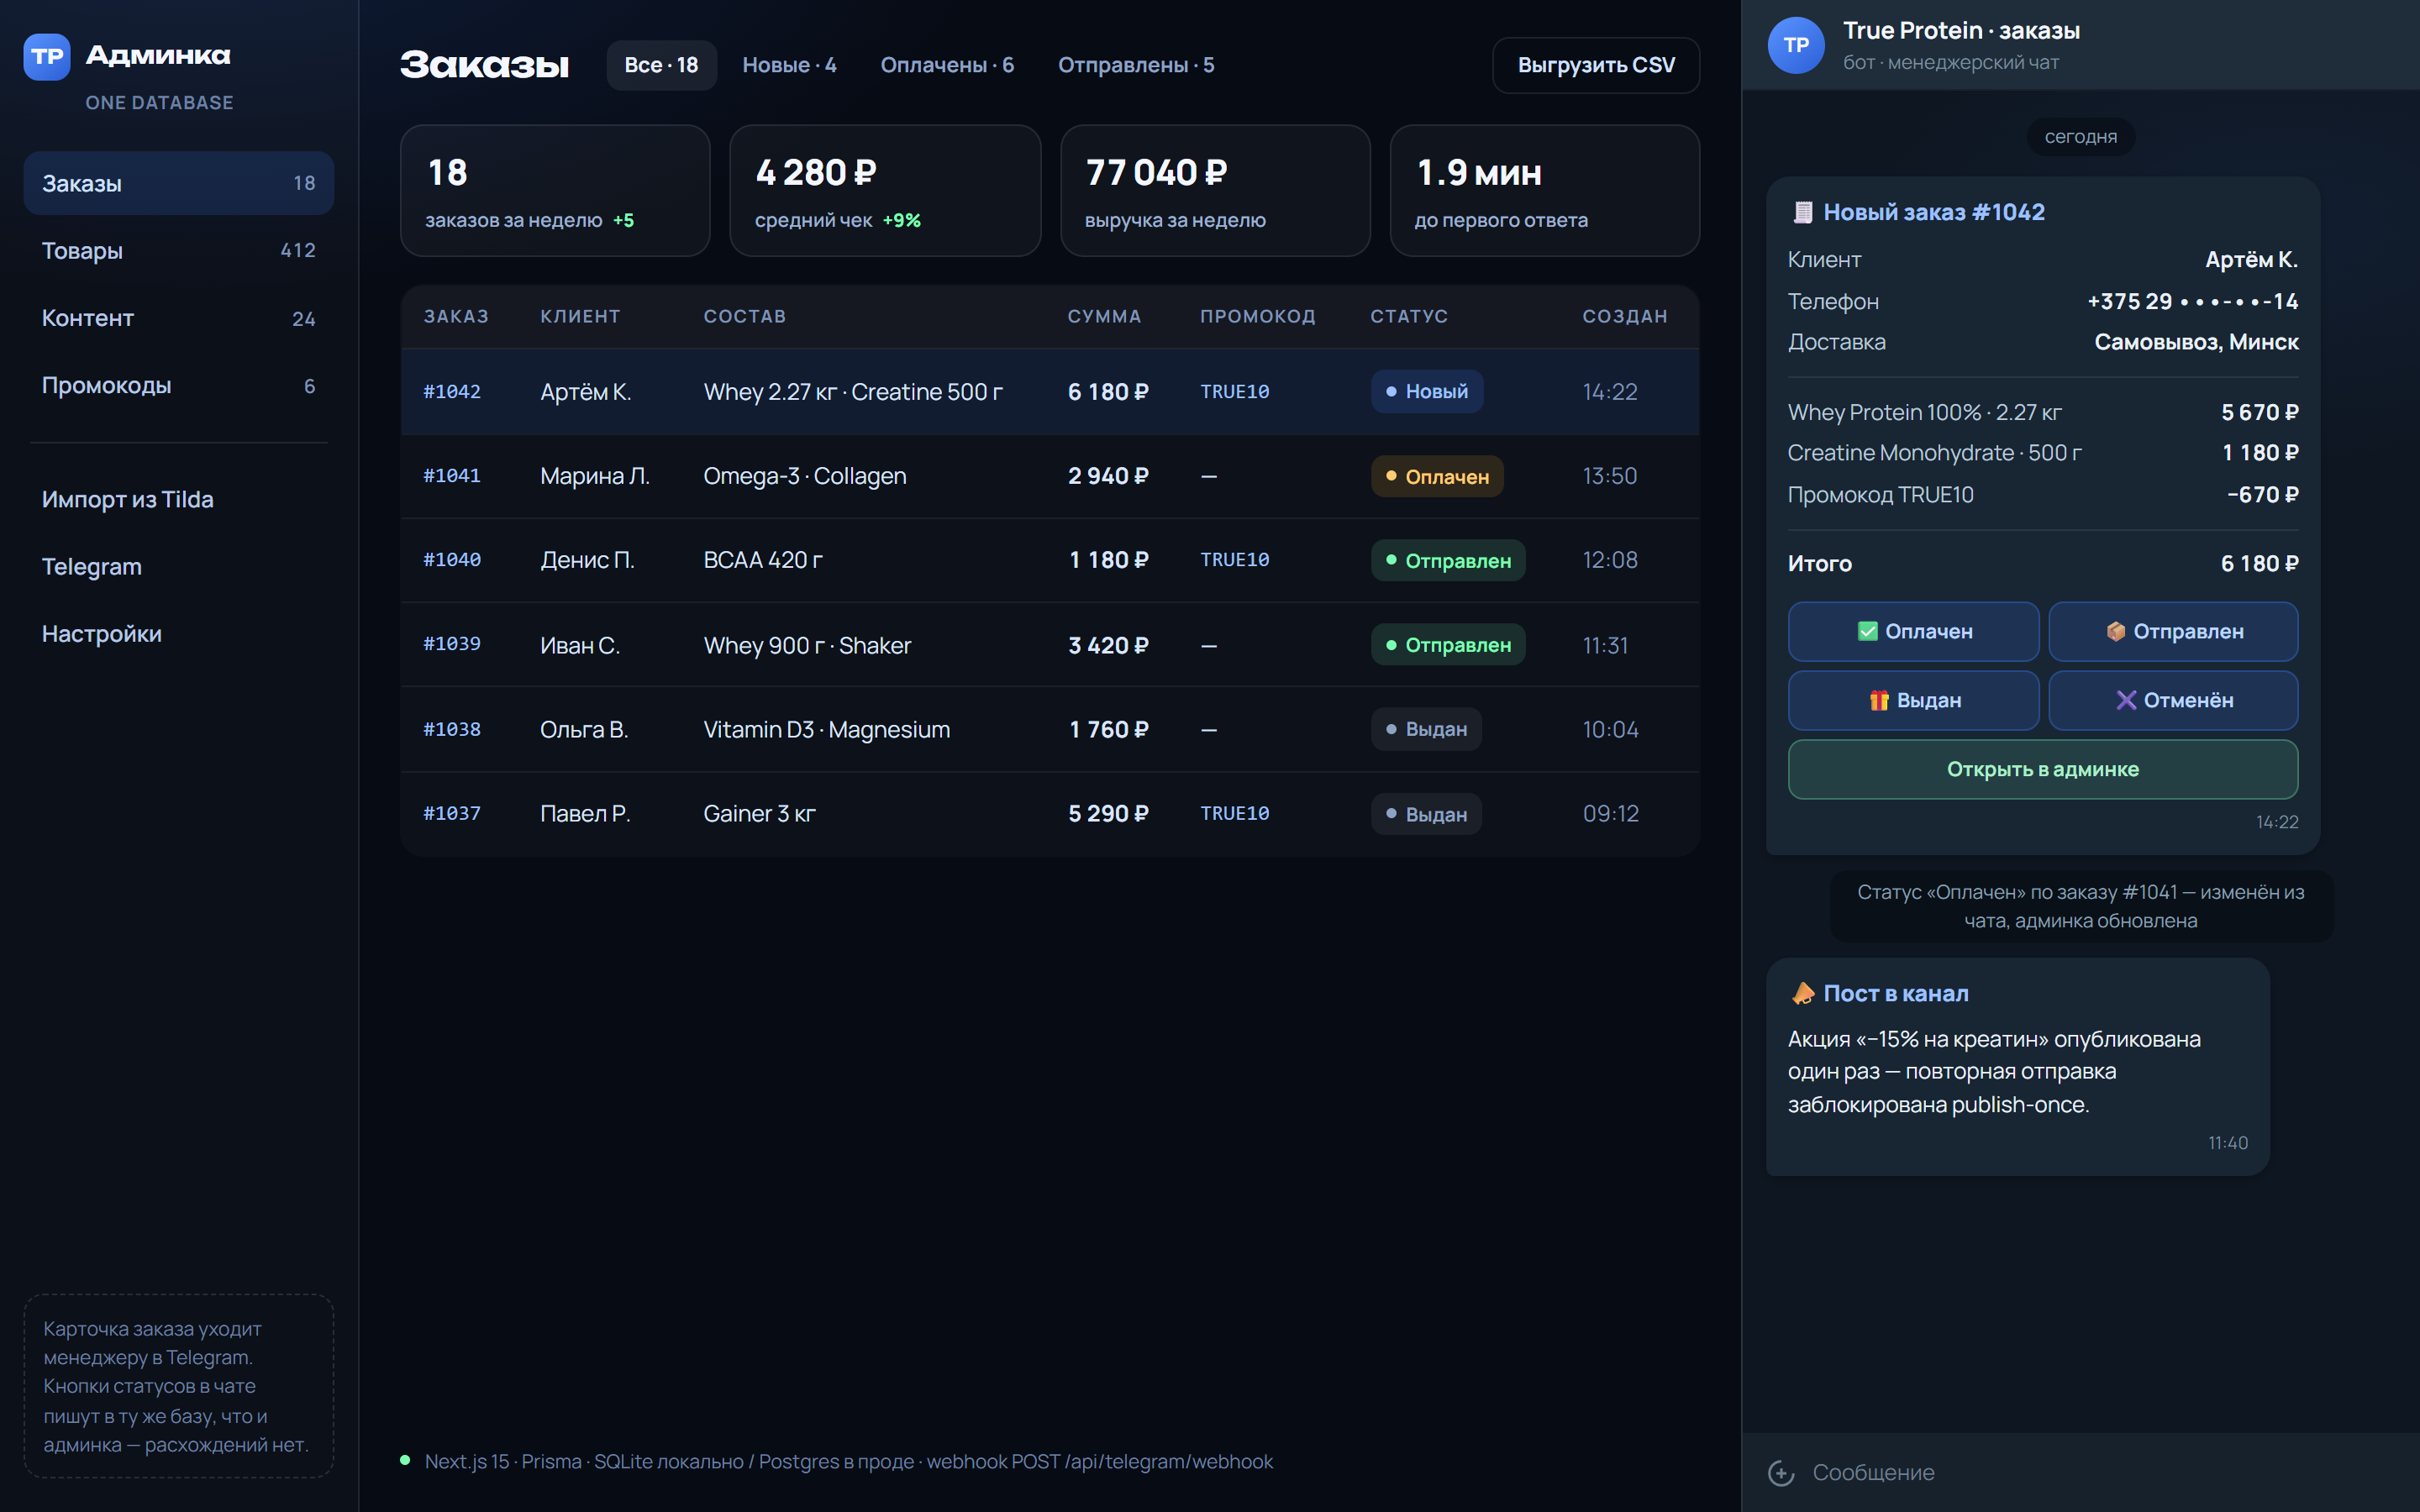 TP Админка
ONE DATABASE
Заказы 18
Товары 412
Контент 24
Промокоды 6
Импорт из Tilda
Telegram
Настройки
Карточка заказа уходит
менеджеру в Telegram.
Кнопки статусов в чате
пишут в ту же базу, что и
админка — расхождений нет.
Заказы Все · 18 Новые · 4 Оплачены · 6 Отправлены · 5 Выгрузить CSV
18
заказов за неделю +5
4 280 ₽
средний чек +9%
77 040 ₽
выручка за неделю
1.9 мин
до первого ответа
ЗАКАЗ КЛИЕНТ СОСТАВ СУММА ПРОМОКОД СТАТУС СОЗДАН
#1042 Артём К. Whey 2.27 кг · Creatine 500 г 6 180 ₽ TRUE10 Новый 14:22
#1041 Марина Л. Omega-3 · Collagen 2 940 ₽ — Оплачен 13:50
#1040 Денис П. BCAA 420 г 1 180 ₽ TRUE10 Отправлен 12:08
#1039 Иван С. Whey 900 г · Shaker 3 420 ₽ — Отправлен 11:31
#1038 Ольга В. Vitamin D3 · Magnesium 1 760 ₽ — Выдан 10:04
#1037 Павел Р. Gainer 3 кг 5 290 ₽ TRUE10 Выдан 09:12
Next.js 15 · Prisma · SQLite локально / Postgres в проде · webhook POST /api/telegram/webhook
TP True Protein · заказы
бот · менеджерский чат
сегодня
🧾 Новый заказ #1042
Клиент Артём К.
Телефон +375 29 •••-••-14
Доставка Самовывоз, Минск
Whey Protein 100% · 2.27 кг 5 670 ₽
Creatine Monohydrate · 500 г 1 180 ₽
Промокод TRUE10 −670 ₽
Итого 6 180 ₽
✅ Оплачен 📦 Отправлен
🎁 Выдан ❌ Отменён
Открыть в админке
14:22
Статус «Оплачен» по заказу #1041 — изменён из
чата, админка обновлена
📣 Пост в канал
Акция «−15% на креатин» опубликована
один раз — повторная отправка
заблокирована publish-once.
11:40
Сообщение